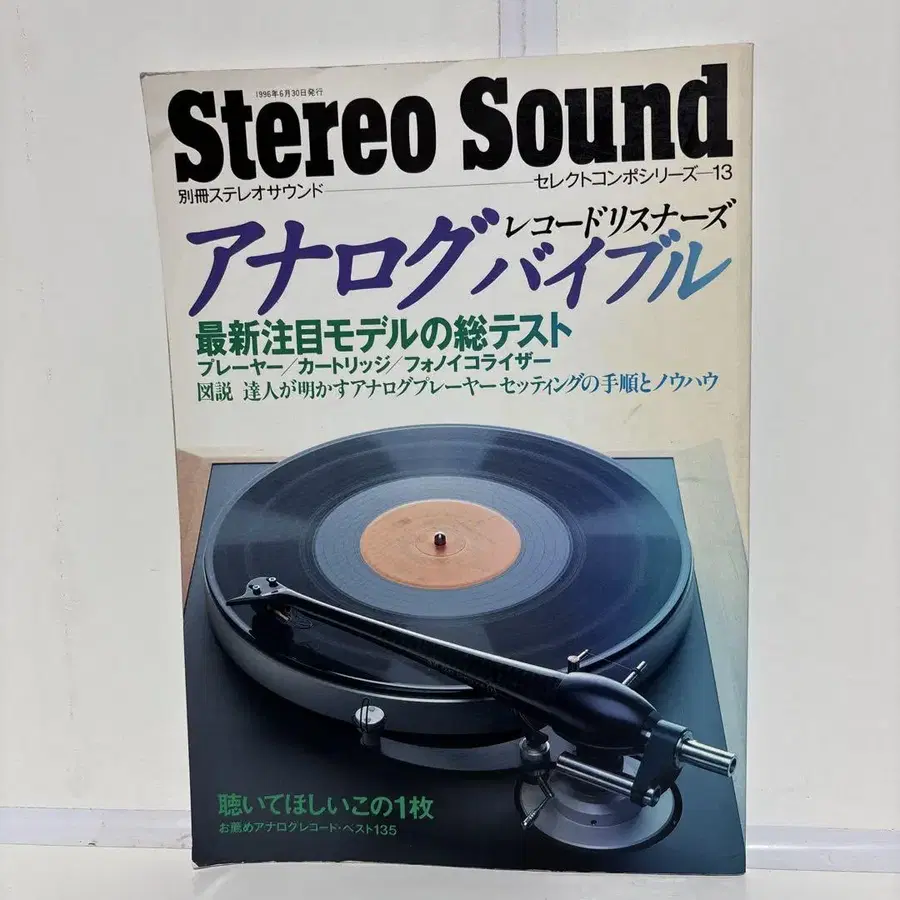 1996年6月30日発行
Stereo Sound
別冊ステレオサウンド
セレクトコンポシリーズ—13
レコードリスナーズ
アナログバイブル
最新注目モデルの総テスト
プレーヤー/カートリッジ/フォノイコライザー
図説 達人が明かすアナログプレーヤーセッティングの手順とノウハウ
聴いてほしいこの1枚
お薦めアナログレコード・ベスト135